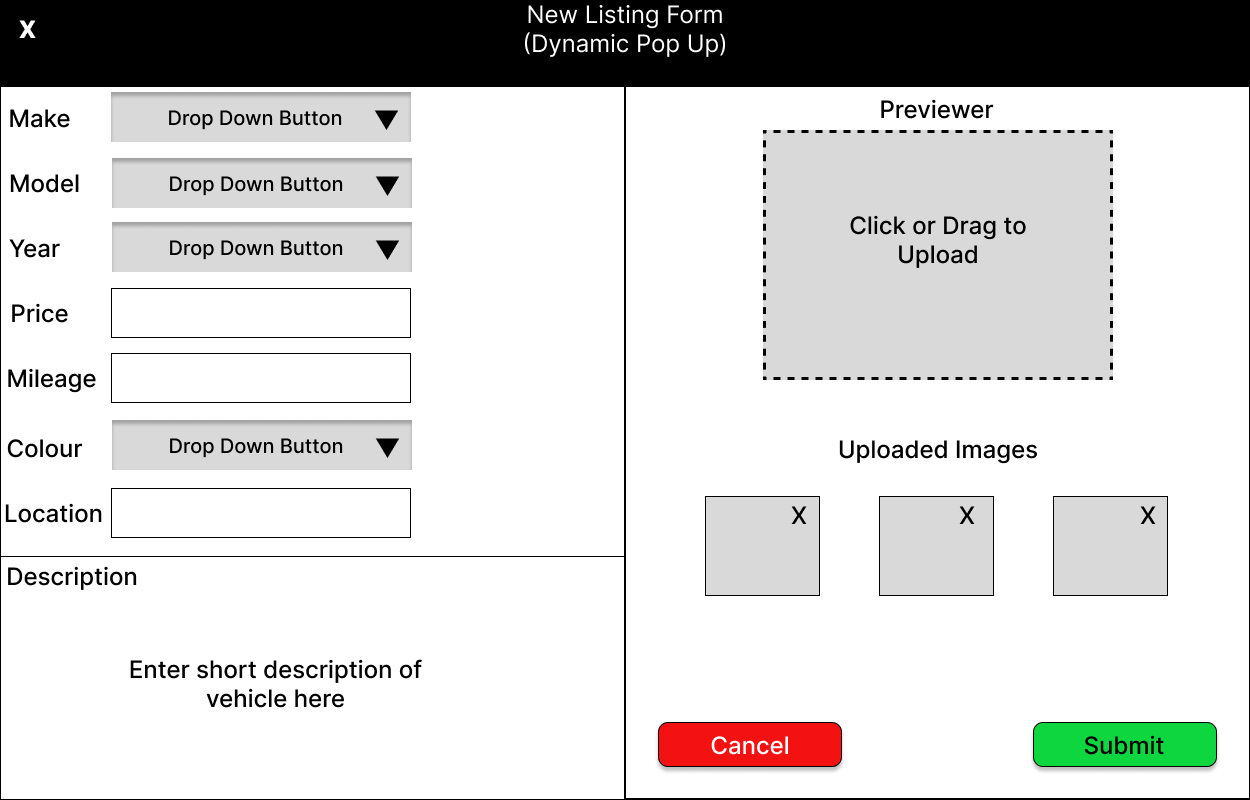 X
New Listing Form
(Dynamic Pop Up)
Make
Drop Down Button
Model
Drop Down Button
Year
Drop Down Button
Price
Mileage
Colour
Drop Down Button
Location
Description
Enter short description of
vehicle here
Previewer
Click or Drag to
Upload
Uploaded Images
X
X
X
Cancel
Submit